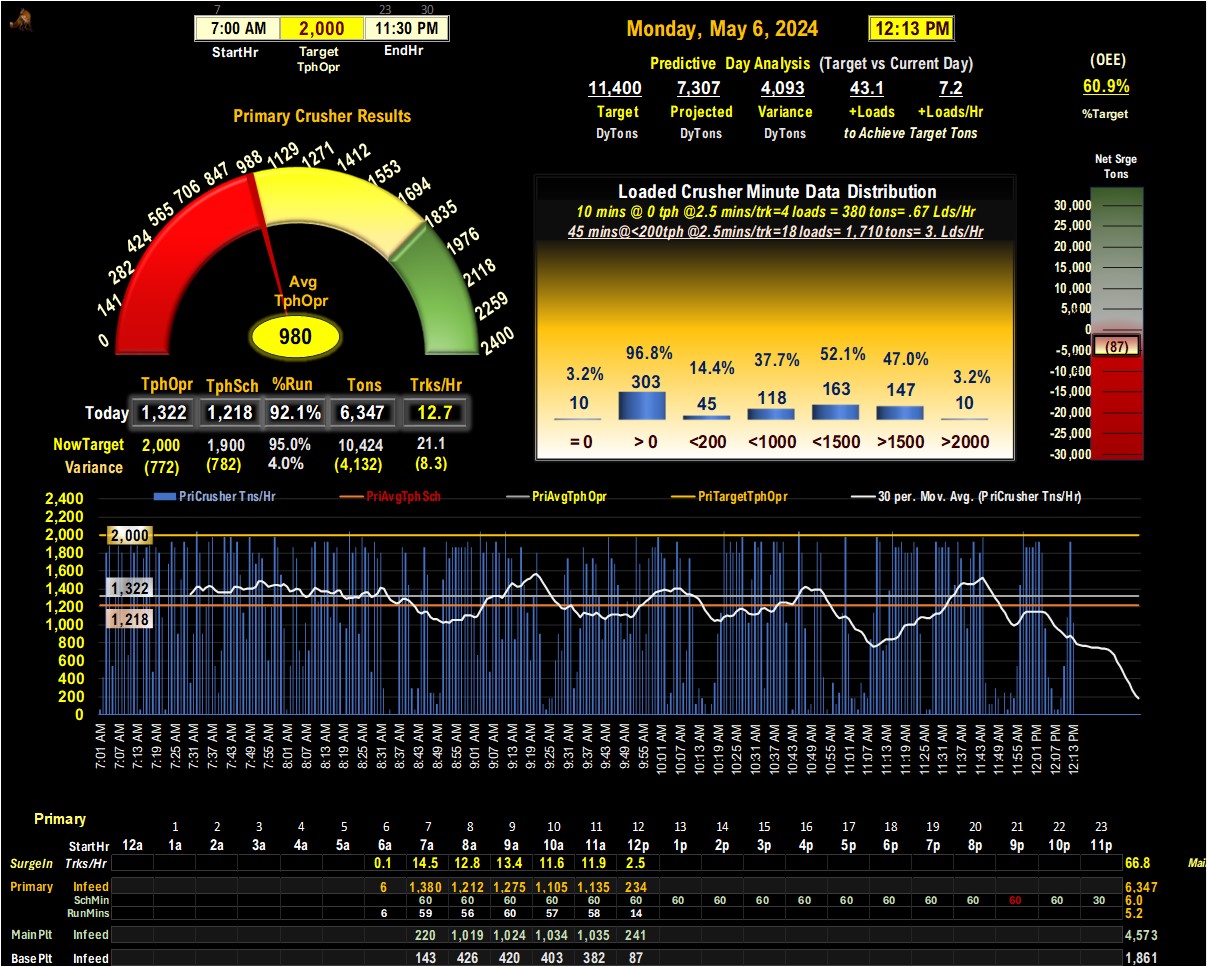 7 23 30
7:00 AM 2,000 11:30 PM
StartHr Target TphOpr EndHr
Monday, May 6, 2024 12:13 PM
Predictive Day Analysis (Target vs Current Day)
11,400 7,307 4,093 43.1 7.2
Target Projected Variance +Loads +Loads/Hr
DyTons DyTons DyTons to Achieve Target Tons
(OEE)
60.9%
%Target
Primary Crusher Results
0 141 282 424 565 706 847 988 1129 1271 1412 1553 1694 1835 1976 2118 2259 2400
Avg
TphOpr
980
TphOpr TphSch %Run Tons Trks/Hr
Today 1,322 1,218 92.1% 6,347 12.7
NowTarget 2,000 1,900 95.0% 10,424 21.1
Variance (772) (782) 4.0% (4,132) (8.3)
Loaded Crusher Minute Data Distribution
10 mins @ 0 tph @2.5 mins/trk=4 loads = 380 tons= .67 Lds/Hr
45 mins@<200tph @2.5mins/trk=18 loads= 1,710 tons= 3. Lds/Hr
3.2% 96.8% 14.4% 37.7% 52.1% 47.0% 3.2%
10 303 45 118 163 147 10
= 0 > 0 <200 <1000 <1500 >1500 >2000
Net Srge
Tons
30,000
25,000
20,000
15,000
10,000
5,000
0
-5,000
(87)
-10,000
-15,000
-20,000
-25,000
-30,000
PriCrusher Tns/Hr PriAvgTphSch PriAvgTphOpr PriTargetTphOpr 30 per. Mov. Avg. (PriCrusher Tns/Hr)
2,400
2,200
2,000
1,800
1,600
1,400
1,200
1,000
800
600
400
200
0
2,000
1,322
1,218
7:01 AM 7:07 AM 7:13 AM 7:19 AM 7:25 AM 7:31 AM 7:37 AM 7:43 AM 7:49 AM 7:55 AM 8:01 AM 8:07 AM 8:13 AM 8:19 AM 8:25 AM 8:31 AM 8:37 AM 8:43 AM 8:49 AM 8:55 AM 9:01 AM 9:07 AM 9:13 AM 9:19 AM 9:25 AM 9:31 AM 9:37 AM 9:43 AM 9:49 AM 9:55 AM 10:01 AM 10:07 AM 10:13 AM 10:19 AM 10:25 AM 10:31 AM 10:37 AM 10:43 AM 10:49 AM 10:55 AM 11:01 AM 11:07 AM 11:13 AM 11:19 AM 11:25 AM 11:31 AM 11:37 AM 11:43 AM 11:49 AM 11:55 AM 12:01 PM 12:07 PM 12:13 PM
Primary
1 2 3 4 5 6 7 8 9 10 11 12 13 14 15 16 17 18 19 20 21 22 23
StartHr 12a 1a 2a 3a 4a 5a 6a 7a 8a 9a 10a 11a 12p 1p 2p 3p 4p 5p 6p 7p 8p 9p 10p 11p
SurgeIn Trks/Hr 0.1 14.5 12.8 13.4 11.6 11.9 2.5 66.8 Mai
Primary Infeed 6 1,380 1,212 1,275 1,105 1,135 234 6,347
SchMin 60 60 60 60 60 60 60 60 60 60 60 60 60 60 60 60 30 6.0
RunMins 6 59 56 60 57 58 14 5.2
MainPlt Infeed 220 1,019 1,024 1,034 1,035 241 4,573
BasePlt Infeed 143 426 420 403 382 87 1,861